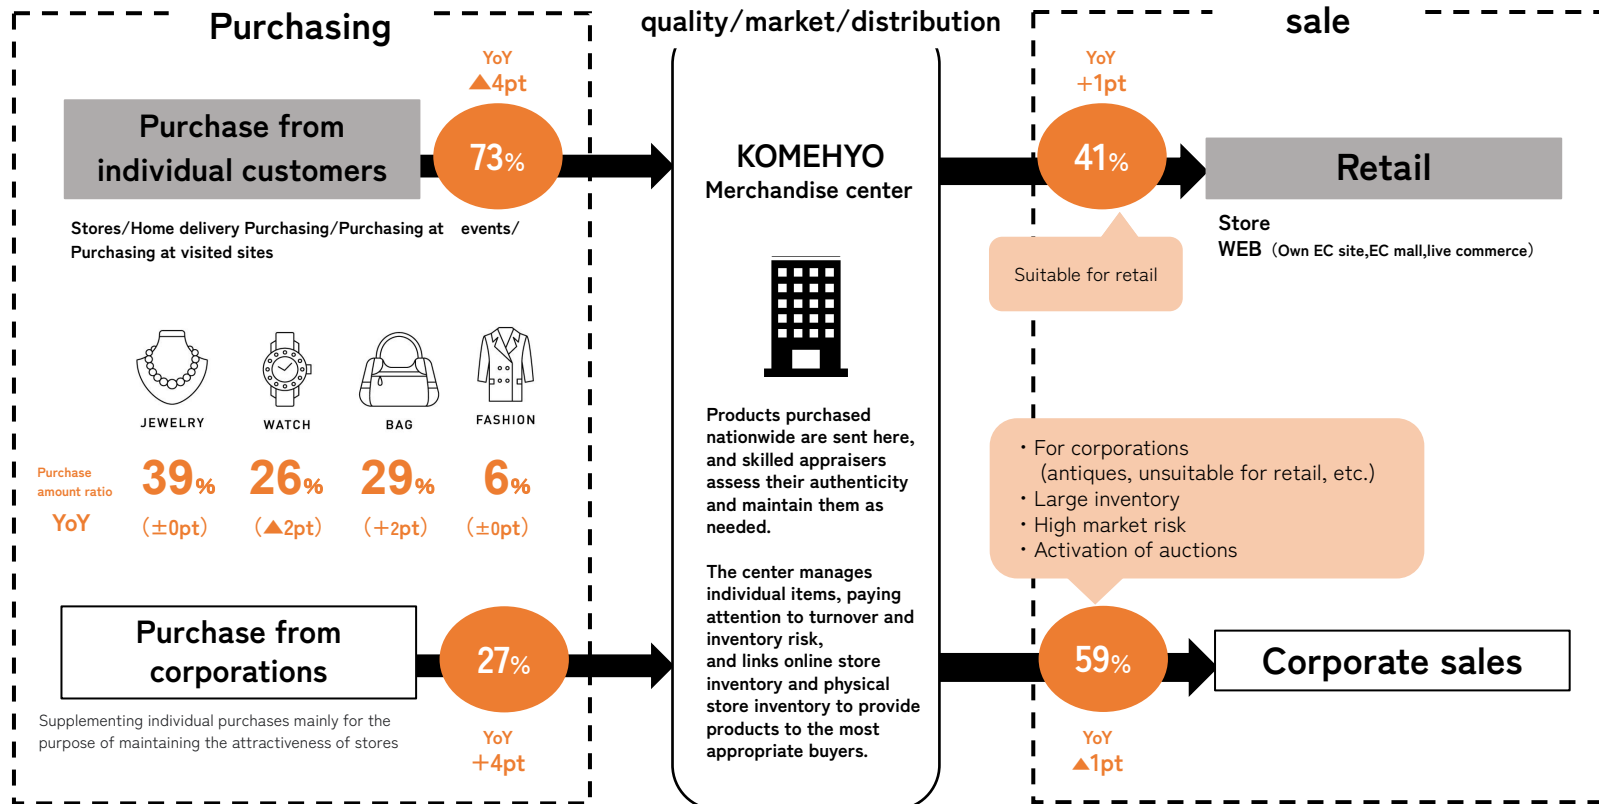 Purchasing
YoY
▲4pt
Purchase from
individual customers
73%
Stores/Home delivery Purchasing/Purchasing at events/
Purchasing at visited sites
JEWELRY
WATCH
BAG
FASHION
Purchase
amount ratio
39%
26%
29%
6%
YoY
(±0pt)
(▲2pt)
(+2pt)
(±0pt)
Purchase from
corporations
27%
Supplementing individual purchases mainly for the
purpose of maintaining the attractiveness of stores
YoY
+4pt
quality/market/distribution
KOMEHYO
Merchandise center
Products purchased
nationwide are sent here,
and skilled appraisers
assess their authenticity
and maintain them as
needed.
The center manages
individual items, paying
attention to turnover and
inventory risk,
and links online store
inventory and physical
store inventory to provide
products to the most
appropriate buyers.
sale
YoY
+1pt
41%
Retail
Suitable for retail
Store
WEB（Own EC site,EC mall,live commerce）
・For corporations
(antiques, unsuitable for retail, etc.)
・Large inventory
・High market risk
・Activation of auctions
59%
Corporate sales
YoY
▲1pt